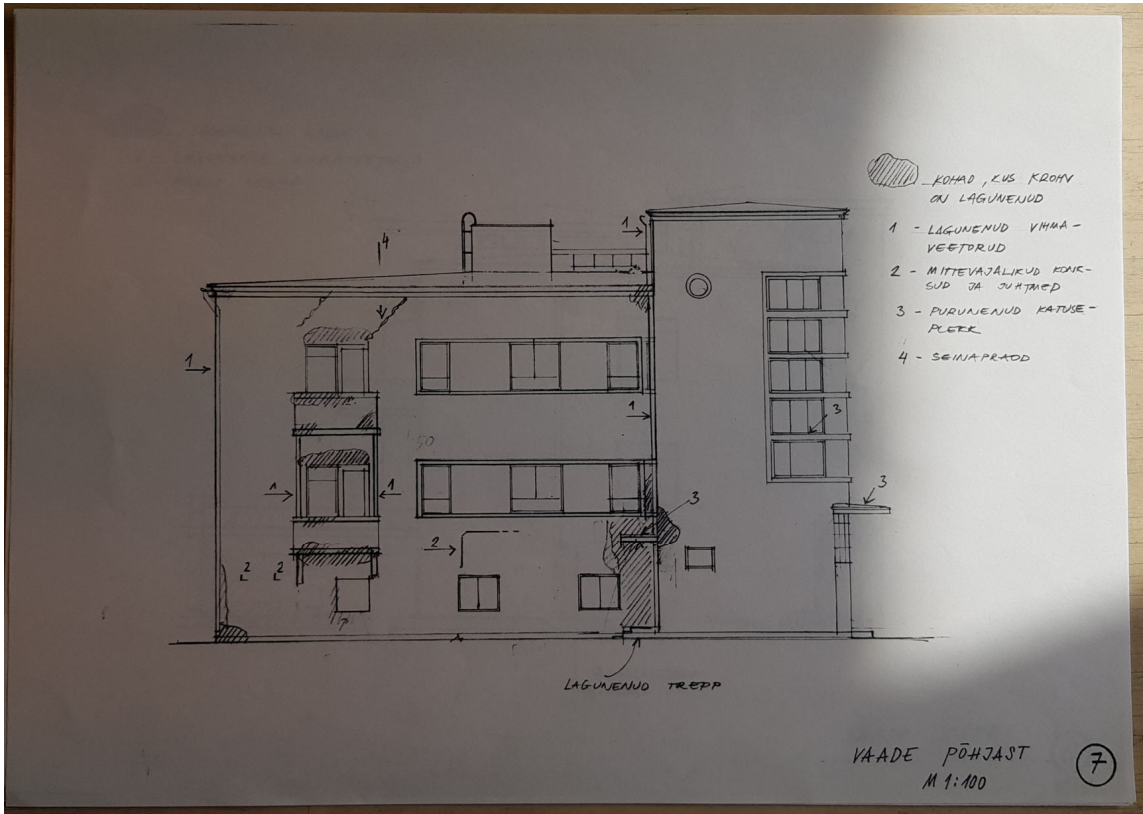 KOHAD, KUS KROHV
ON LAGUNENUD
1 - LAGUNENUD VIHMA-
VEETORUD
2 - MITTEVAJALIKUD KONK-
SUD JA JUHTMED
3 - PURUNENUD KATUSE-
PLEKK
4 - SEINAPRAOD
4
1
1
1
3
3
1
1
3
2
2
2
50
LAGUNENUD TREPP
VAADE PÕHJAST
M 1:100
7